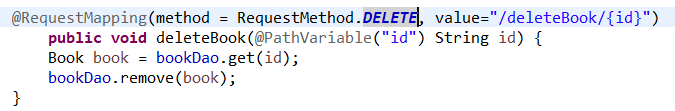 @RequestMapping(method = RequestMethod.DELETE, value="/deleteBook/{id}")
    public void deleteBook(@PathVariable("id") String id) {
    Book book = bookDao.get(id);
    bookDao.remove(book);
}